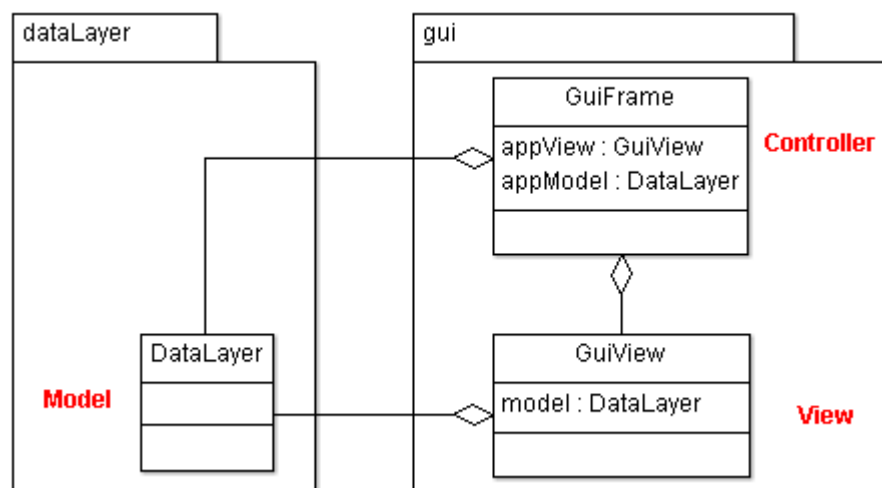 dataLayer
gui
GuiFrame
appView : GuiView
appModel : DataLayer
Controller
DataLayer
Model
GuiView
model : DataLayer
View